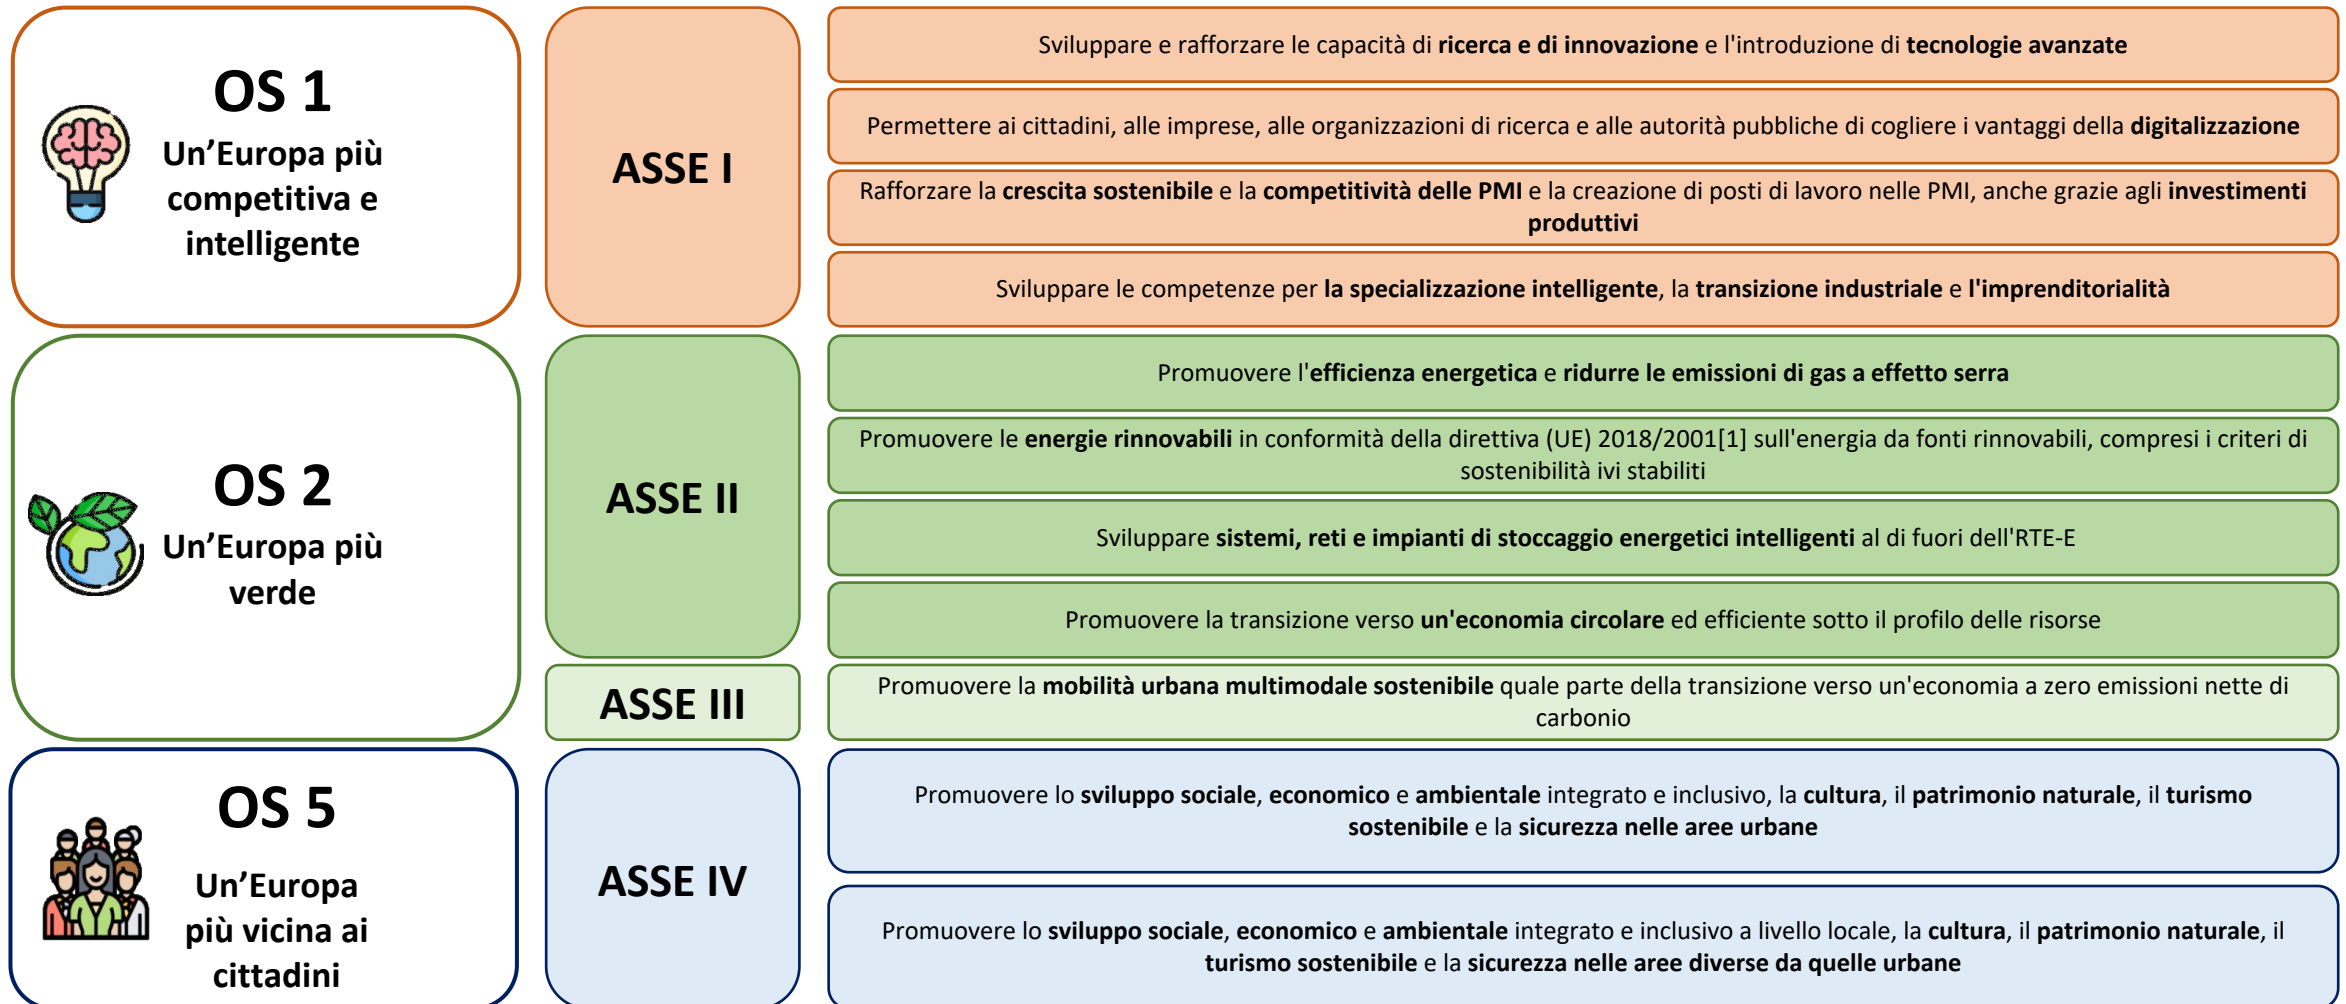 OS 1
Un’Europa più
competitiva e
intelligente
ASSE I
Sviluppare e rafforzare le capacità di ricerca e di innovazione e l'introduzione di tecnologie avanzate
Permettere ai cittadini, alle imprese, alle organizzazioni di ricerca e alle autorità pubbliche di cogliere i vantaggi della digitalizzazione
Rafforzare la crescita sostenibile e la competitività delle PMI e la creazione di posti di lavoro nelle PMI, anche grazie agli investimenti
produttivi
Sviluppare le competenze per la specializzazione intelligente, la transizione industriale e l'imprenditorialità
OS 2
Un’Europa più
verde
ASSE II
Promuovere l'efficienza energetica e ridurre le emissioni di gas a effetto serra
Promuovere le energie rinnovabili in conformità della direttiva (UE) 2018/2001[1] sull'energia da fonti rinnovabili, compresi i criteri di
sostenibilità ivi stabiliti
Sviluppare sistemi, reti e impianti di stoccaggio energetici intelligenti al di fuori dell'RTE-E
Promuovere la transizione verso un'economia circolare ed efficiente sotto il profilo delle risorse
ASSE III
Promuovere la mobilità urbana multimodale sostenibile quale parte della transizione verso un'economia a zero emissioni nette di
carbonio
OS 5
Un’Europa
più vicina ai
cittadini
ASSE IV
Promuovere lo sviluppo sociale, economico e ambientale integrato e inclusivo, la cultura, il patrimonio naturale, il turismo
sostenibile e la sicurezza nelle aree urbane
Promuovere lo sviluppo sociale, economico e ambientale integrato e inclusivo a livello locale, la cultura, il patrimonio naturale, il
turismo sostenibile e la sicurezza nelle aree diverse da quelle urbane